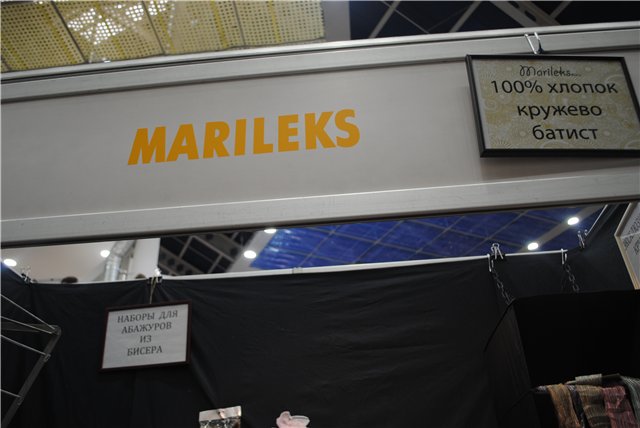 MARILEKS
Marileks...
100% хлопок
кружево
батист
НАБОРЫ ДЛЯ
АБАЖУРОВ
ИЗ
БИСЕРА